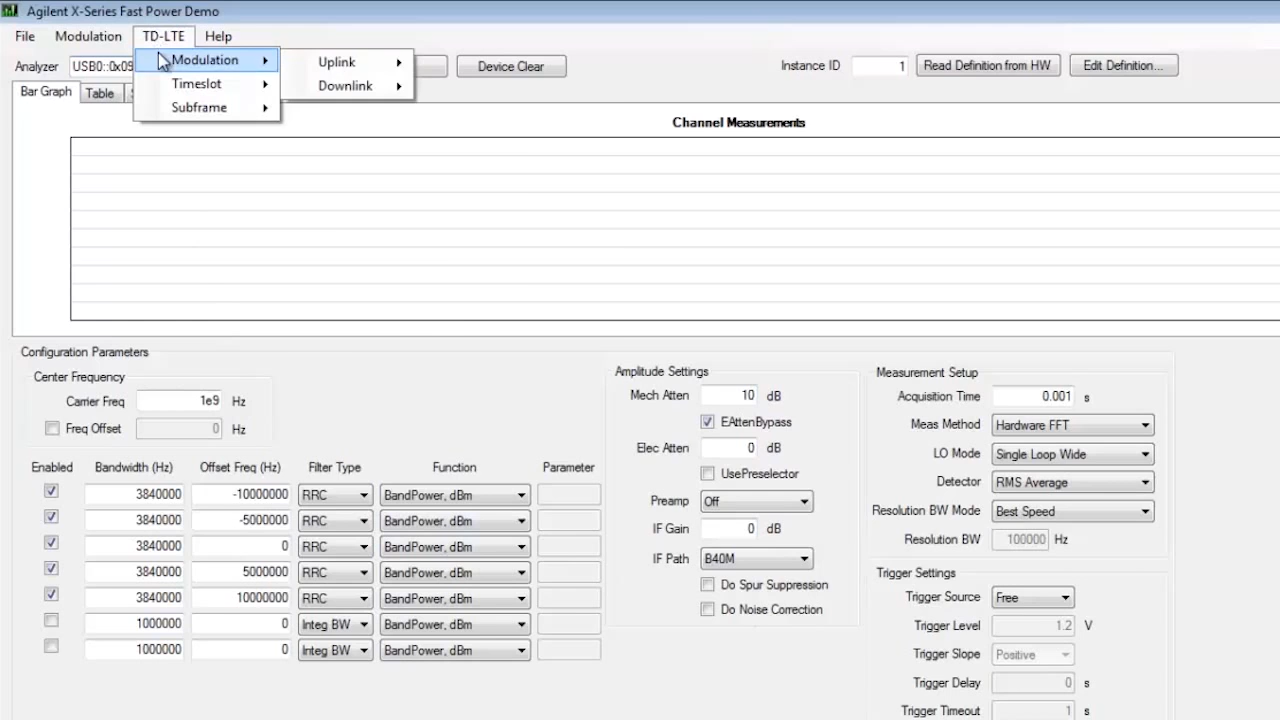 Agilent X-Series Fast Power Demo
File Modulation TD-LTE Help
Analyzer USB0::0x09 Device Clear Instance ID 1 Read Definition from HW Edit Definition...
Modulation Uplink
Timeslot Downlink
Subframe
Bar Graph Table
Channel Measurements
Configuration Parameters
Center Frequency
Carrier Freq 1e9 Hz
Freq Offset 0 Hz
Enabled Bandwidth (Hz) Offset Freq (Hz) Filter Type Function Parameter
3840000 -10000000 RRC BandPower, dBm
3840000 -5000000 RRC BandPower, dBm
3840000 0 RRC BandPower, dBm
3840000 5000000 RRC BandPower, dBm
3840000 10000000 RRC BandPower, dBm
1000000 0 Integ BW BandPower, dBm
1000000 0 Integ BW BandPower, dBm
Amplitude Settings
Mech Atten 10 dB
EAttenBypass
Elec Atten 0 dB
UsePreselector
Preamp Off
IF Gain 0 dB
IF Path B40M
Do Spur Suppression
Do Noise Correction
Measurement Setup
Acquisition Time 0.001 s
Meas Method Hardware FFT
LO Mode Single Loop Wide
Detector RMS Average
Resolution BW Mode Best Speed
Resolution BW 100000 Hz
Trigger Settings
Trigger Source Free
Trigger Level 1.2 V
Trigger Slope Positive
Trigger Delay 0 s
Trigger Timeout 1 s